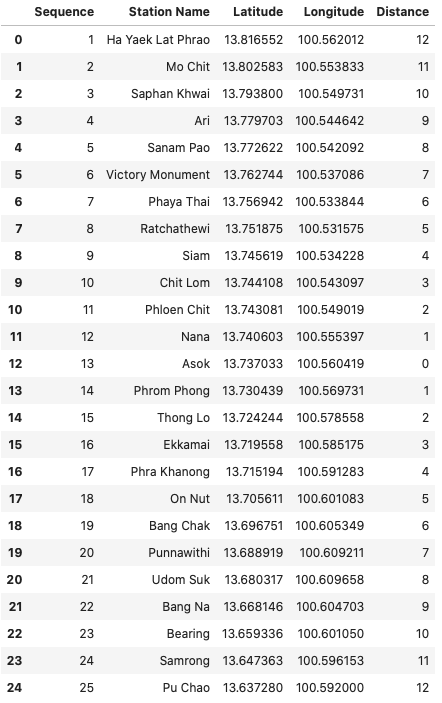 Sequence Station Name Latitude Longitude Distance
0 1 Ha Yaek Lat Phrao 13.816552 100.562012 12
1 2 Mo Chit 13.802583 100.553833 11
2 3 Saphan Khwai 13.793800 100.549731 10
3 4 Ari 13.779703 100.544642 9
4 5 Sanam Pao 13.772622 100.542092 8
5 6 Victory Monument 13.762744 100.537086 7
6 7 Phaya Thai 13.756942 100.533844 6
7 8 Ratchathewi 13.751875 100.531575 5
8 9 Siam 13.745619 100.534228 4
9 10 Chit Lom 13.744108 100.543097 3
10 11 Phloen Chit 13.743081 100.549019 2
11 12 Nana 13.740603 100.555397 1
12 13 Asok 13.737033 100.560419 0
13 14 Phrom Phong 13.730439 100.569731 1
14 15 Thong Lo 13.724244 100.578558 2
15 16 Ekkamai 13.719558 100.585175 3
16 17 Phra Khanong 13.715194 100.591283 4
17 18 On Nut 13.705611 100.601083 5
18 19 Bang Chak 13.696751 100.605349 6
19 20 Punnawithi 13.688919 100.609211 7
20 21 Udom Suk 13.680317 100.609658 8
21 22 Bang Na 13.668146 100.604703 9
22 23 Bearing 13.659336 100.601050 10
23 24 Samrong 13.647363 100.596153 11
24 25 Pu Chao 13.637280 100.592000 12